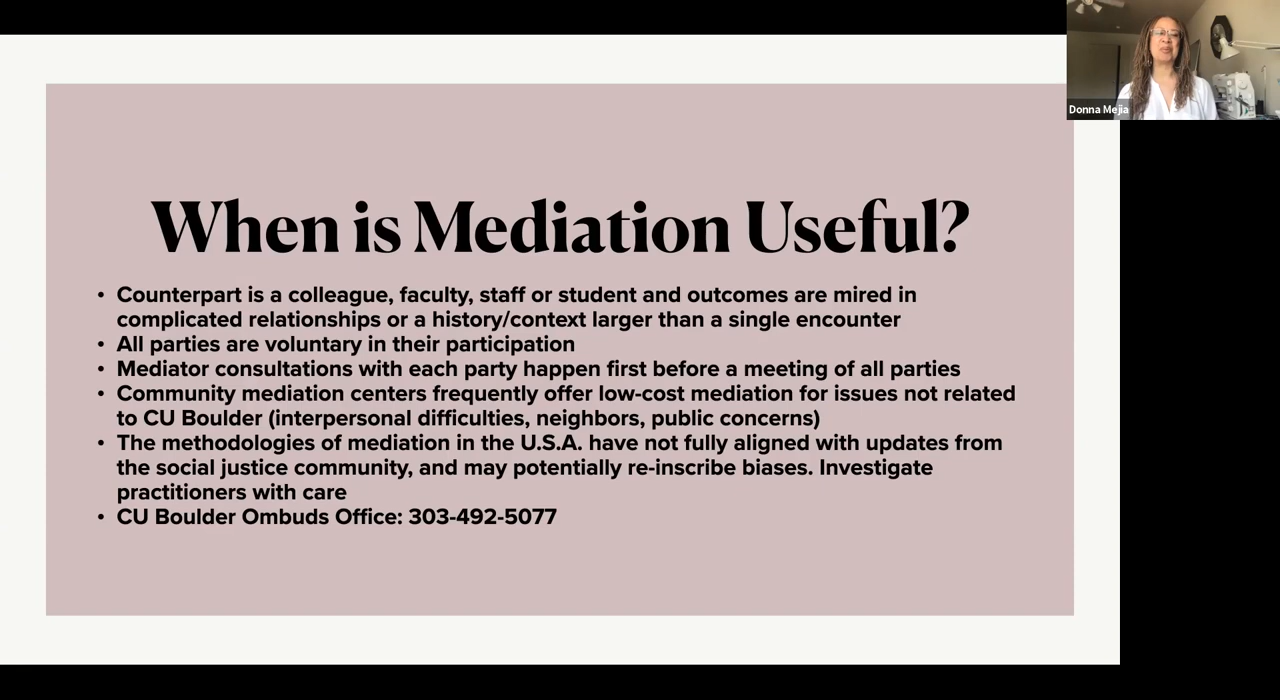 Donna Mejia
When is Mediation Useful?
• Counterpart is a colleague, faculty, staff or student and outcomes are mired in
complicated relationships or a history/context larger than a single encounter
• All parties are voluntary in their participation
• Mediator consultations with each party happen first before a meeting of all parties
• Community mediation centers frequently offer low-cost mediation for issues not related
to CU Boulder (interpersonal difficulties, neighbors, public concerns)
• The methodologies of mediation in the U.S.A. have not fully aligned with updates from
the social justice community, and may potentially re-inscribe biases. Investigate
practitioners with care
• CU Boulder Ombuds Office: 303-492-5077